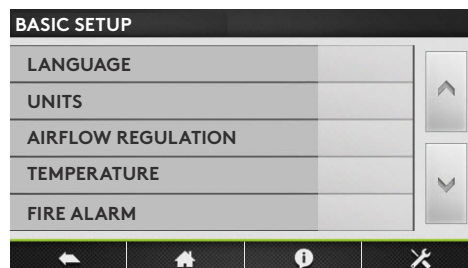 BASIC SETUP
LANGUAGE
UNITS
AIRFLOW REGULATION
TEMPERATURE
FIRE ALARM